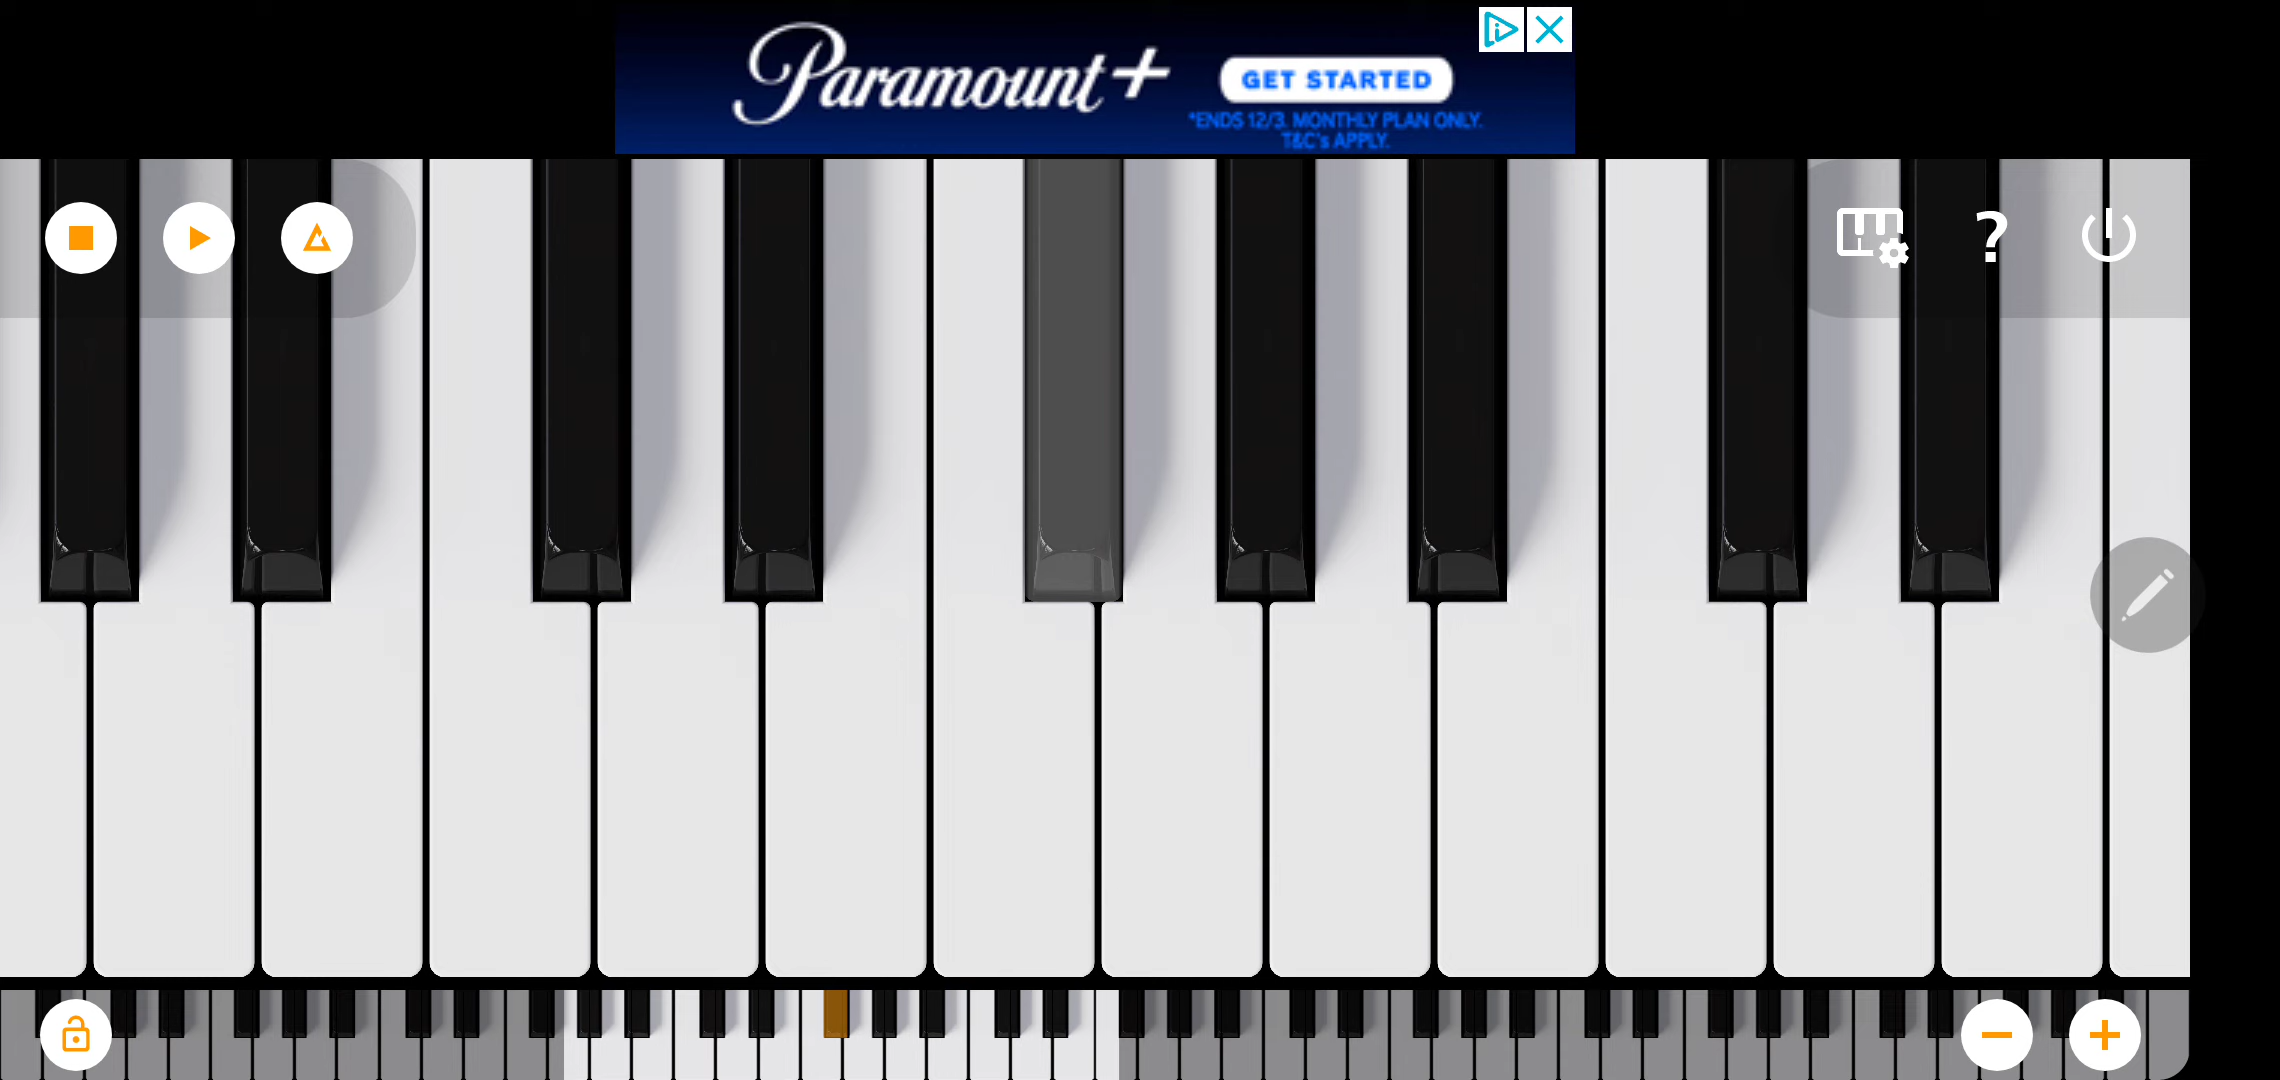 Paramount+
GET STARTED
*ENDS 12/3. MONTHLY PLAN ONLY.
T&C's APPLY.
?